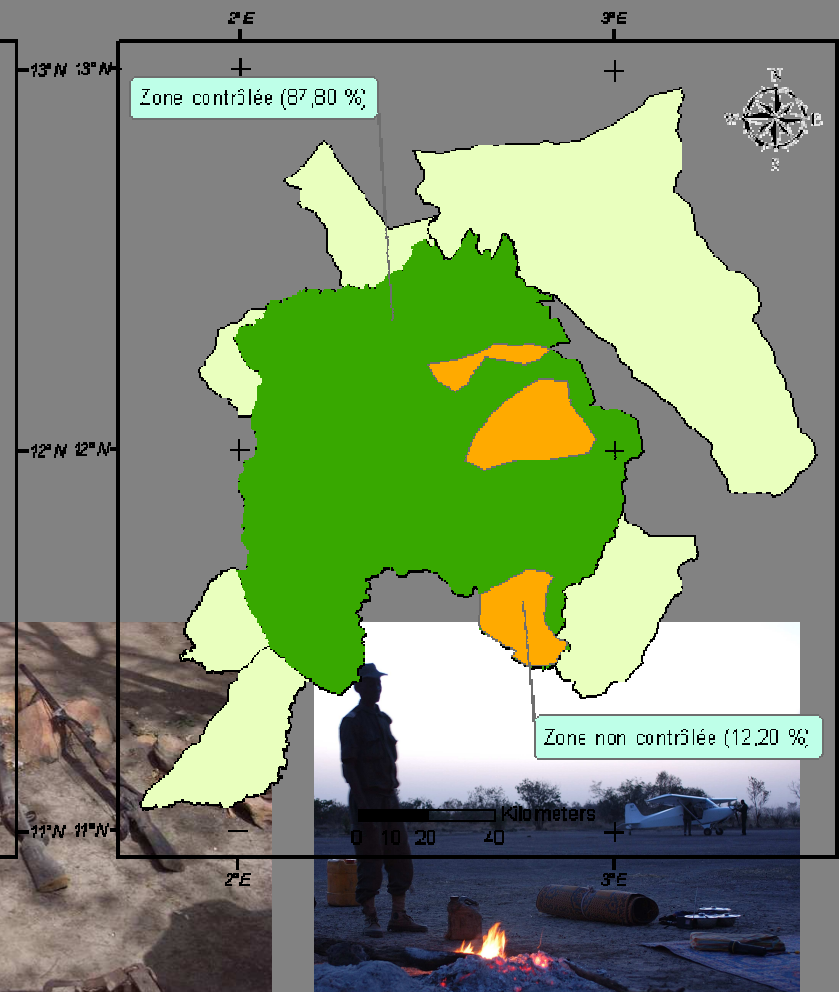 2°E 3°E
13°N 13°N
Zone contrôlée (87,80 %)
N
W E
S
12°N 12°N
Zone non contrôlée (12,20 %)
Kilometers
0 10 20 40
11°N 11°N
2°E 3°E